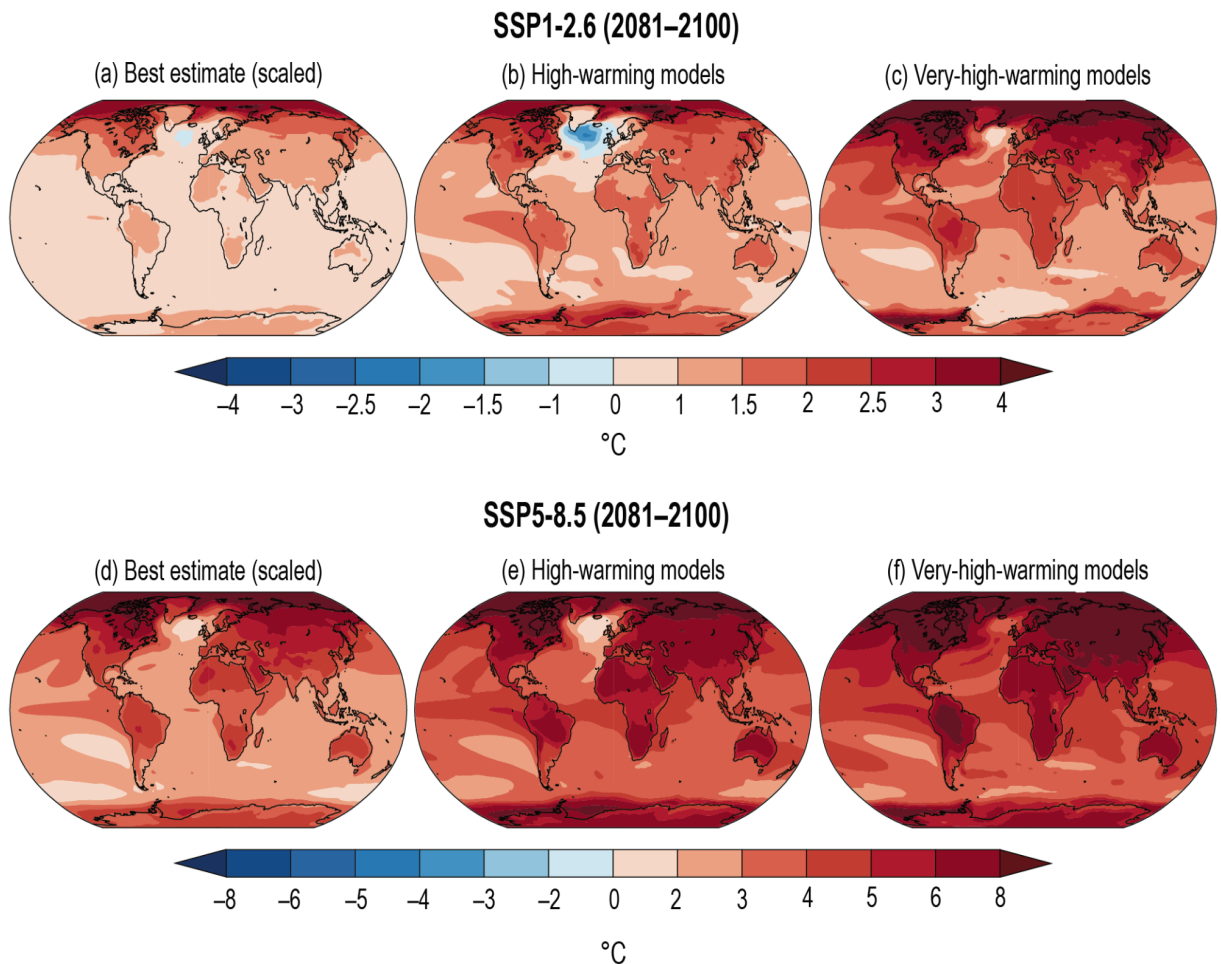 SSP1-2.6 (2081–2100)
(a) Best estimate (scaled)
(b) High-warming models
(c) Very-high-warming models
–4 –3 –2.5 –2 –1.5 –1 0 1 1.5 2 2.5 3 4
°C
SSP5-8.5 (2081–2100)
(d) Best estimate (scaled)
(e) High-warming models
(f) Very-high-warming models
–8 –6 –5 –4 –3 –2 0 2 3 4 5 6 8
°C